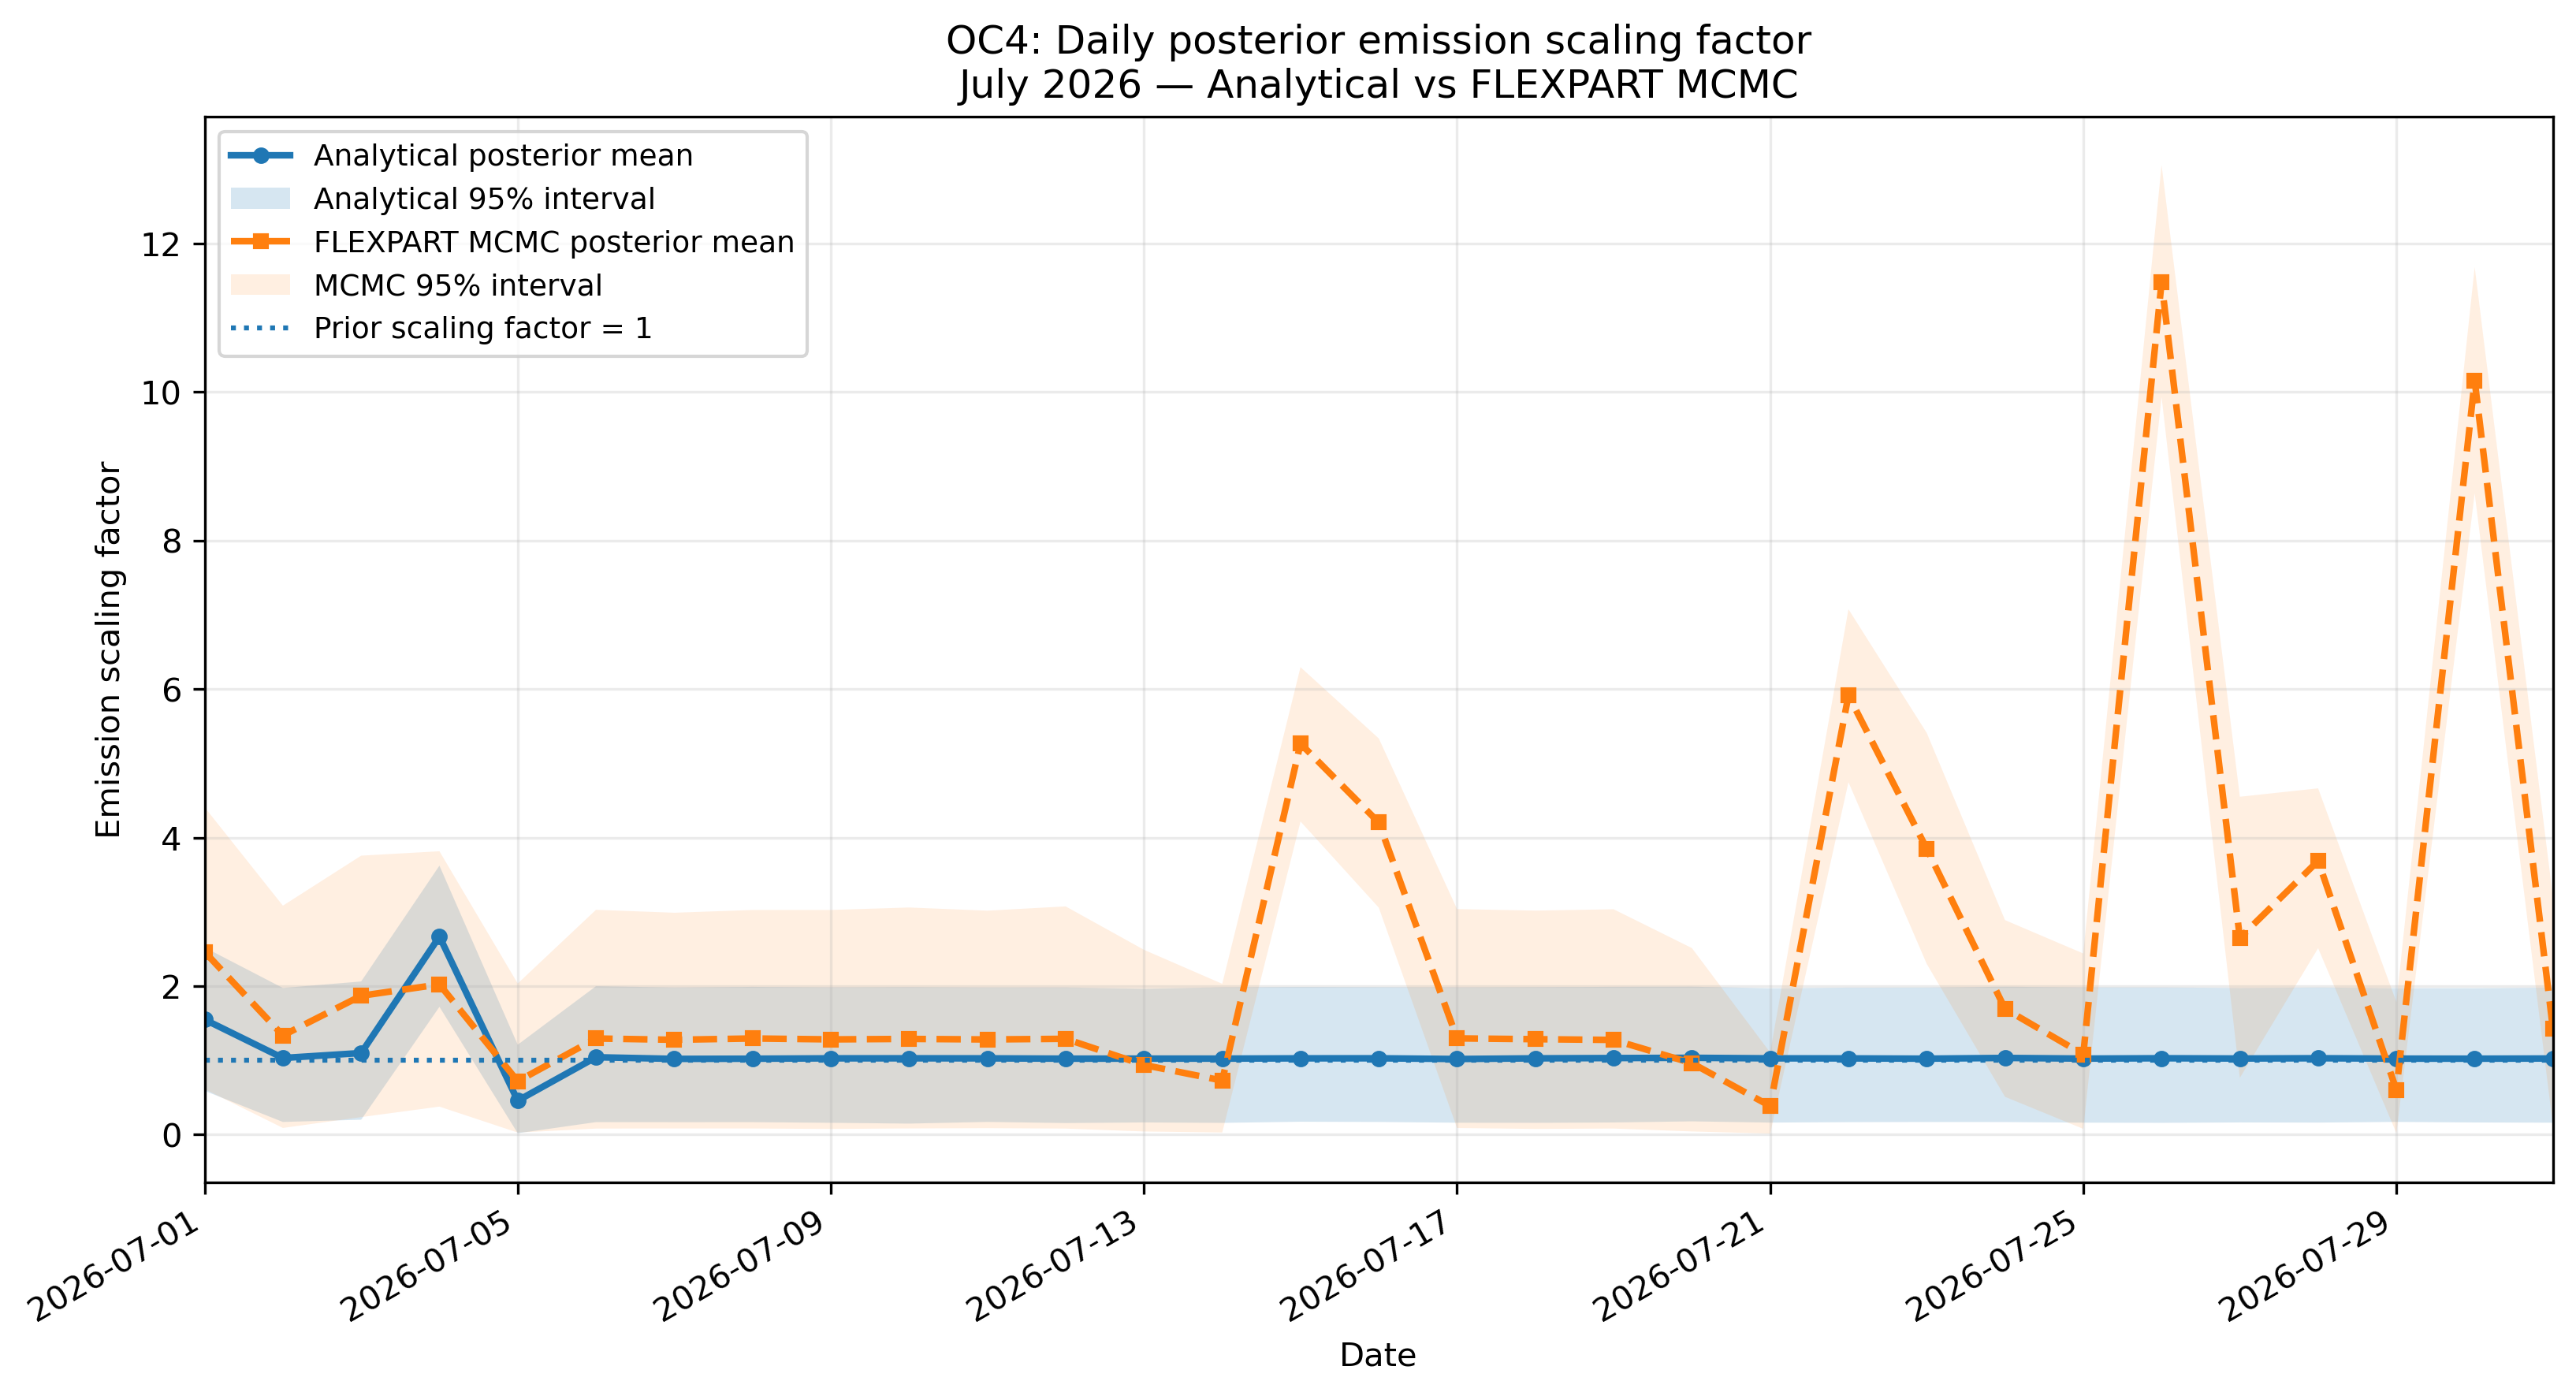 OC4: Daily posterior emission scaling factor
July 2026 — Analytical vs FLEXPART MCMC
Analytical posterior mean
Analytical 95% interval
FLEXPART MCMC posterior mean
MCMC 95% interval
Prior scaling factor = 1
Emission scaling factor
12
10
8
6
4
2
0
2026-07-01
2026-07-05
2026-07-09
2026-07-13
2026-07-17
2026-07-21
2026-07-25
2026-07-29
Date